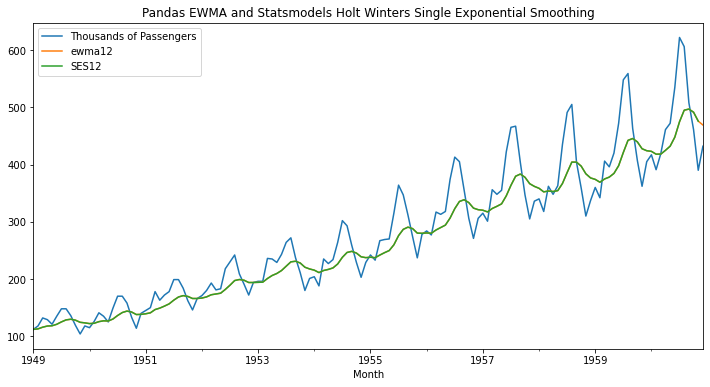 Pandas EWMA and Statsmodels Holt Winters Single Exponential Smoothing
Thousands of Passengers
ewma12
SES12
600
500
400
300
200
100
1949
1951
1953
1955
1957
1959
Month